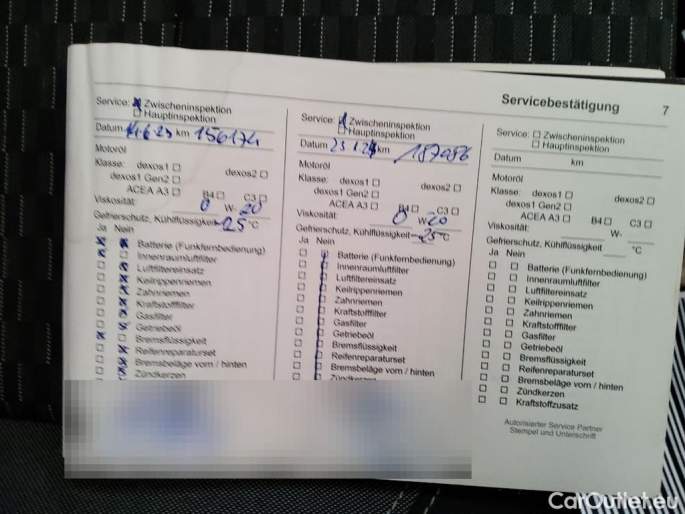 Servicebestätigung 7
Service: Zwischeninspektion
Hauptinspektion
Datum 14.6.23 km 156174
Motoröl
Klasse: dexos1 dexos2
dexos1 Gen2
ACEA A3 B4 C3
Viskosität: 0 W- 20
Gefrierschutz, Kühlflüssigkeit -25 °C
Ja Nein
Batterie (Funkfernbedienung)
Innenraumluftfilter
Luftfiltereinsatz
Keilrippenriemen
Zahnriemen
Kraftstofffilter
Gasfilter
Getriebeöl
Bremsflüssigkeit
Reifenreparaturset
Bremsbeläge vorn / hinten
Zündkerzen
Service: Zwischeninspektion
Hauptinspektion
Datum 23 1 24 km 187086
Motoröl
Klasse: dexos1 dexos2
dexos1 Gen2
ACEA A3 B4 C3
Viskosität: 0 W- 20
Gefrierschutz, Kühlflüssigkeit -25 °C
Ja Nein
Batterie (Funkfernbedienung)
Innenraumluftfilter
Luftfiltereinsatz
Keilrippenriemen
Zahnriemen
Kraftstofffilter
Gasfilter
Getriebeöl
Bremsflüssigkeit
Reifenreparaturset
Bremsbeläge vorn / hinten
Zündkerzen
Service: Zwischeninspektion
Hauptinspektion
Datum km
Motoröl
Klasse: dexos1 dexos2
dexos1 Gen2
ACEA A3 B4 C3
Viskosität: W-
Gefrierschutz, Kühlflüssigkeit °C
Ja Nein
Batterie (Funkfernbedienung)
Innenraumluftfilter
Luftfiltereinsatz
Keilrippenriemen
Zahnriemen
Kraftstofffilter
Gasfilter
Getriebeöl
Bremsflüssigkeit
Reifenreparaturset
Bremsbeläge vorn / hinten
Zündkerzen
Kraftstoffzusatz
Autorisierter Service Partner
Stempel und Unterschrift
CarOutlet.eu